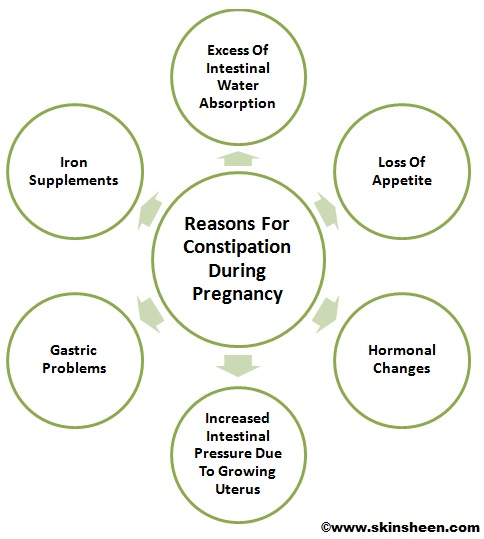 Excess Of
Intestinal
Water
Absorption
Iron
Supplements
Loss Of
Appetite
Reasons For
Constipation
During
Pregnancy
Gastric
Problems
Hormonal
Changes
Increased
Intestinal
Pressure Due
To Growing
Uterus
©www.skinsheen.com